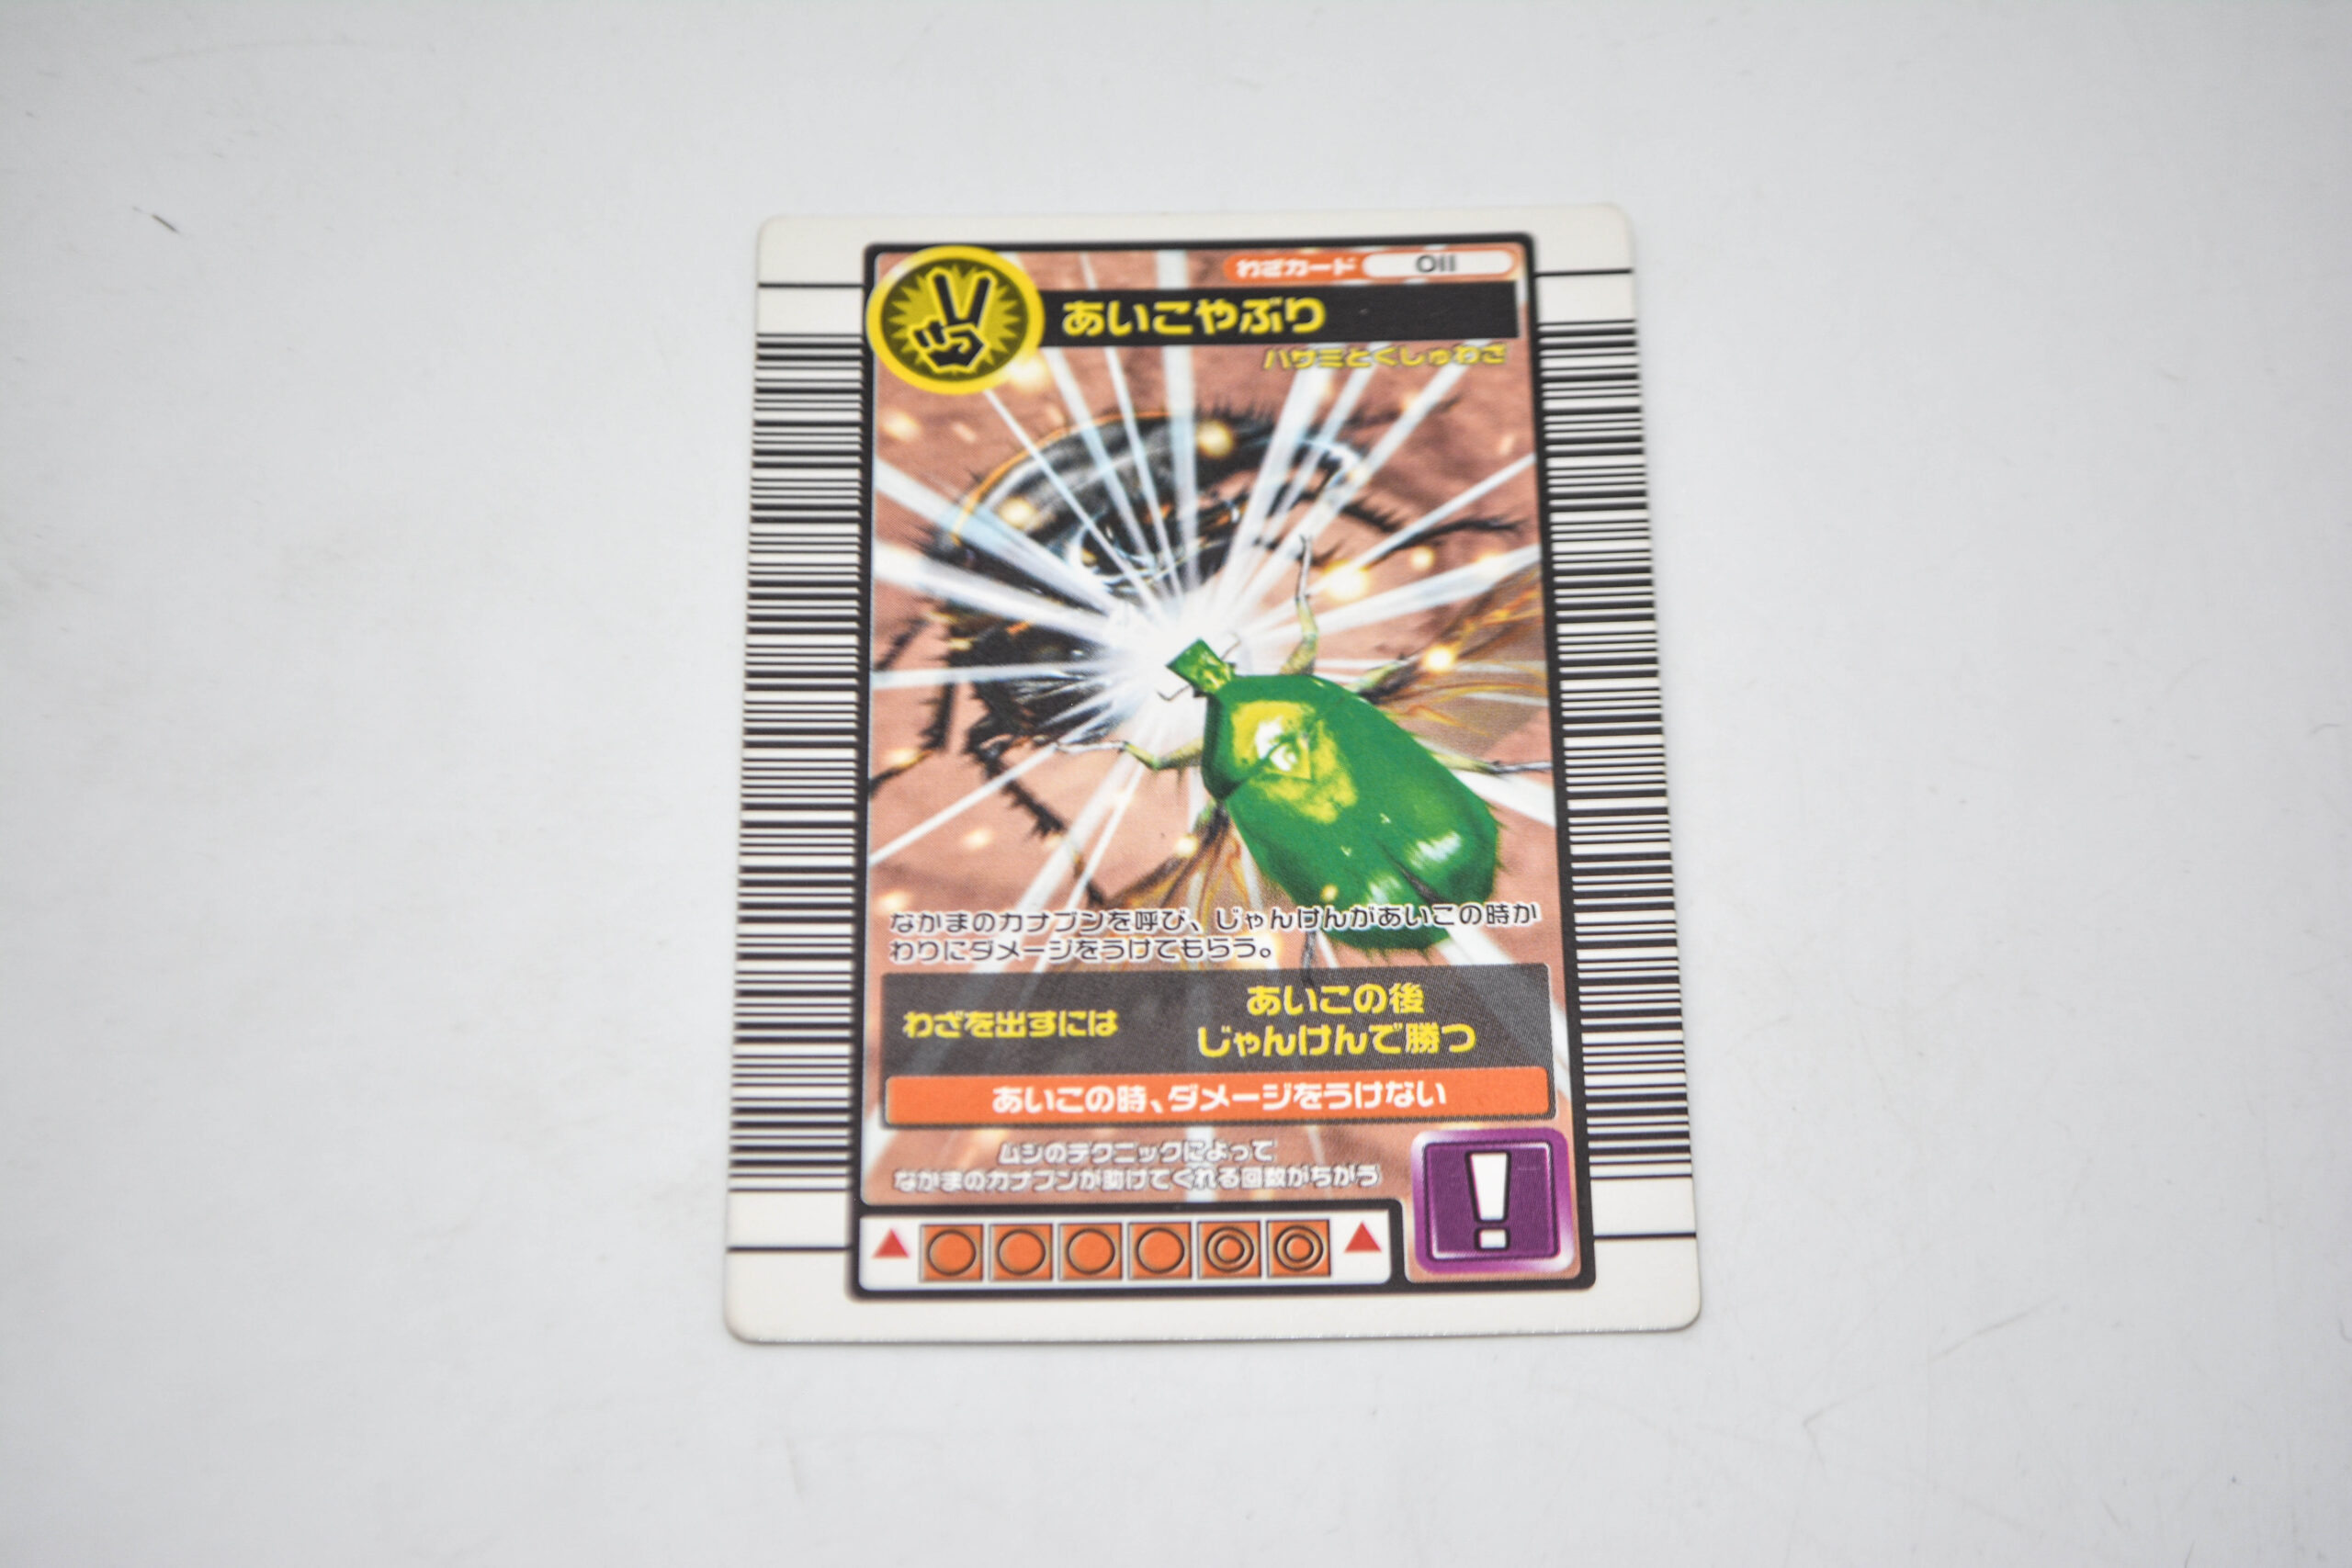 わざカード 011
あいこやぶり
ハサミとくしゅわざ
なかまのカナブンを呼び、じゃんけんがあいこの時か
わりにダメージをうけてもらう。
わざを出すには
あいこの後
じゃんけんで勝つ
あいこの時、ダメージをうけない
ムシのテクニックによって
なかまのカナブンが助けてくれる回数がちがう